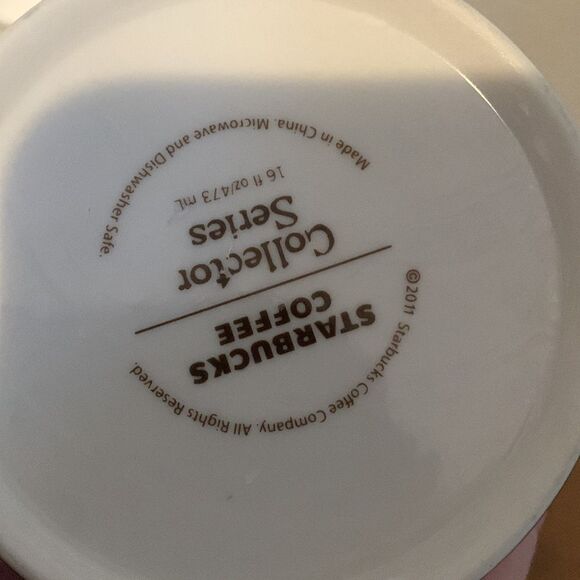 ©2011 Starbucks Coffee Company. All Rights Reserved.
STARBUCKS
COFFEE
Collector
Series
16 fl oz/473 mL
Made in China. Microwave and Dishwasher Safe.